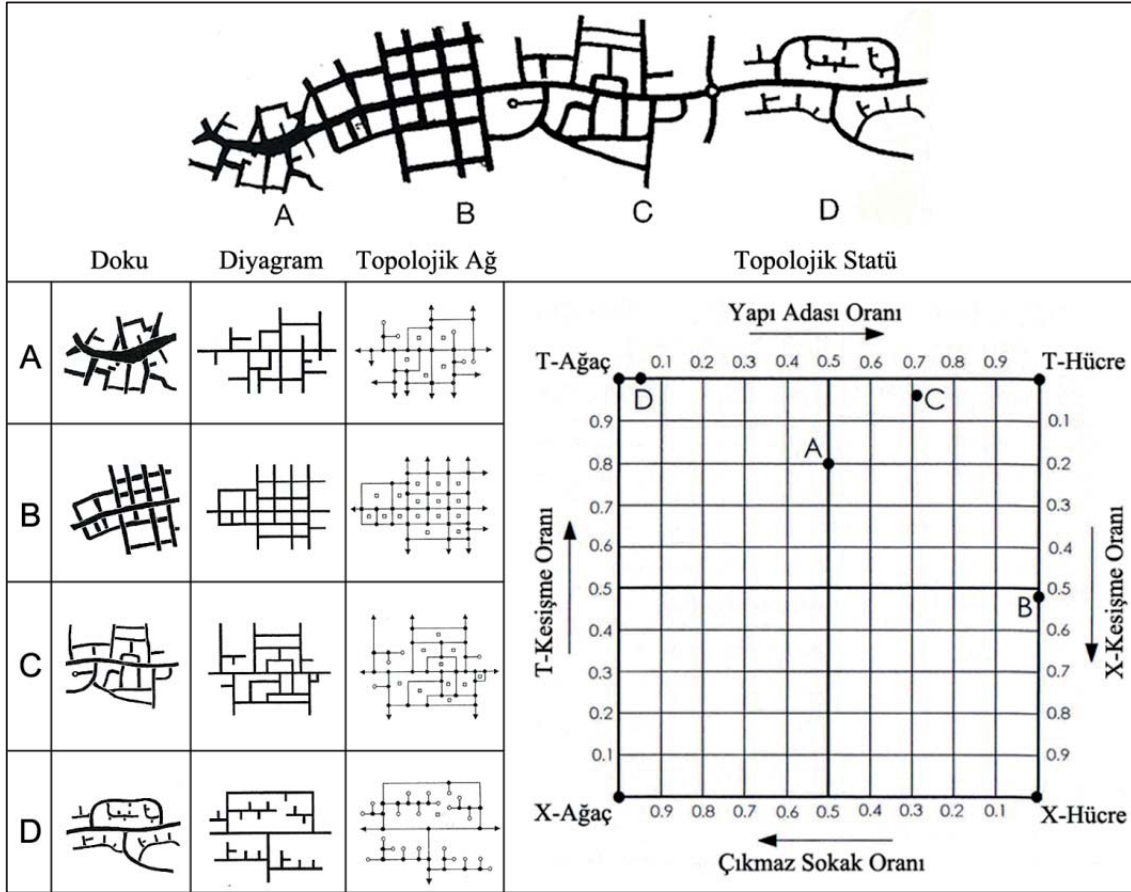 A B C D
Doku Diyagram Topolojik Ağ Topolojik Statü
A
B
C
D
Yapı Adası Oranı
T-Ağaç 0.1 0.2 0.3 0.4 0.5 0.6 0.7 0.8 0.9 T-Hücre
D C
0.9 0.1
A
0.8 0.2
0.7 0.3
0.6 0.4
0.5 0.5
B
0.4 0.6
0.3 0.7
0.2 0.8
0.1 0.9
T-Kesişme Oranı
X-Kesişme Oranı
X-Ağaç 0.9 0.8 0.7 0.6 0.5 0.4 0.3 0.1 X-Hücre
Çıkmaz Sokak Oranı